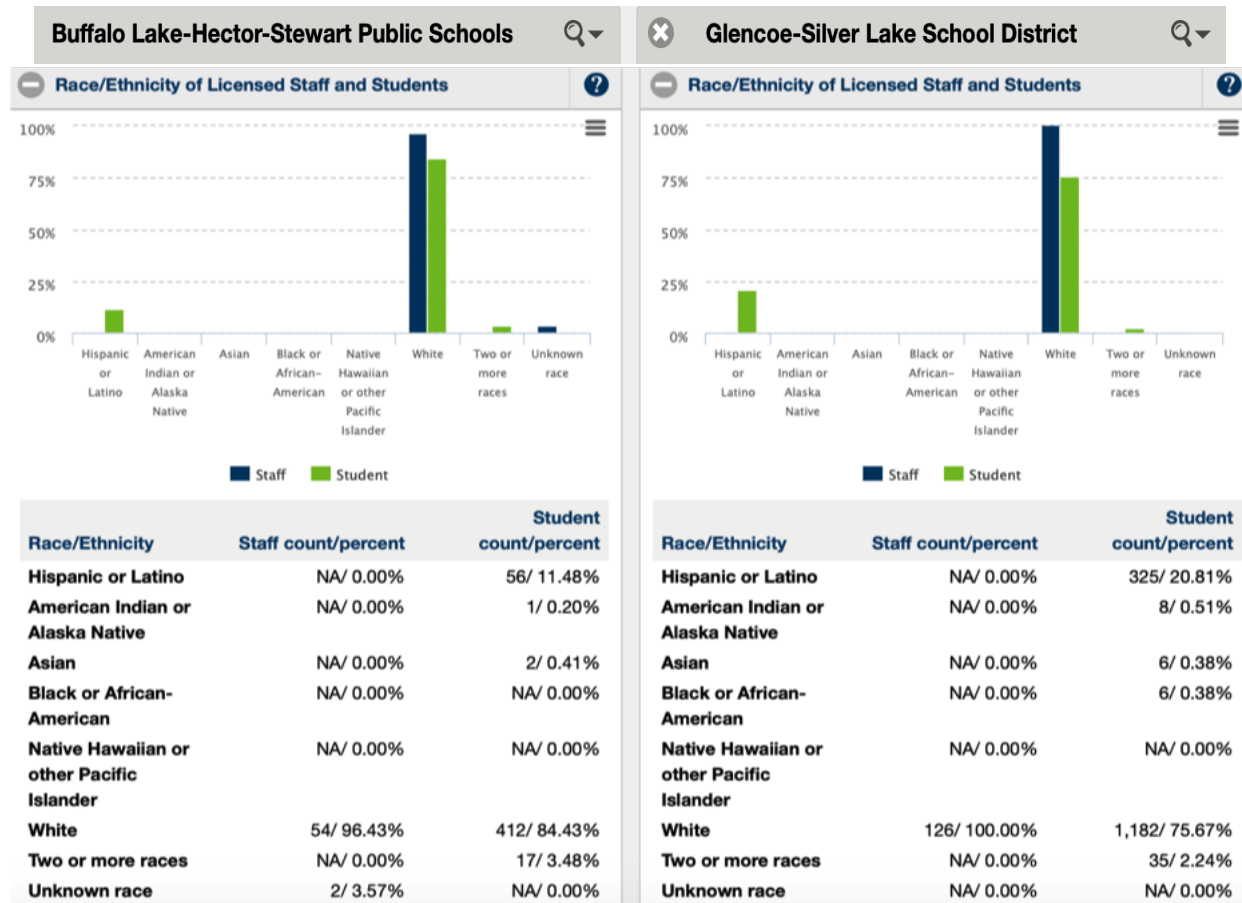 Buffalo Lake-Hector-Stewart Public Schools
Race/Ethnicity of Licensed Staff and Students ?
100%
75%
50%
25%
0%
Hispanic American Asian Black or Native White Two or Unknown
or Indian or African- Hawaiian more race
Latino Alaska American or other races
Native Pacific
Islander
Staff Student
Student
Race/Ethnicity Staff count/percent count/percent
Hispanic or Latino NA/ 0.00% 56/ 11.48%
American Indian or NA/ 0.00% 1/ 0.20%
Alaska Native
Asian NA/ 0.00% 2/ 0.41%
Black or African- NA/ 0.00% NA/ 0.00%
American
Native Hawaiian or NA/ 0.00% NA/ 0.00%
other Pacific
Islander
White 54/ 96.43% 412/ 84.43%
Two or more races NA/ 0.00% 17/ 3.48%
Unknown race 2/ 3.57% NA/ 0.00%
Glencoe-Silver Lake School District
Race/Ethnicity of Licensed Staff and Students ?
100%
75%
50%
25%
0%
Hispanic American Asian Black or Native White Two or Unknown
or Indian or African- Hawaiian more race
Latino Alaska American or other races
Native Pacific
Islander
Staff Student
Student
Race/Ethnicity Staff count/percent count/percent
Hispanic or Latino NA/ 0.00% 325/ 20.81%
American Indian or NA/ 0.00% 8/ 0.51%
Alaska Native
Asian NA/ 0.00% 6/ 0.38%
Black or African- NA/ 0.00% 6/ 0.38%
American
Native Hawaiian or NA/ 0.00% NA/ 0.00%
other Pacific
Islander
White 126/ 100.00% 1,182/ 75.67%
Two or more races NA/ 0.00% 35/ 2.24%
Unknown race NA/ 0.00% NA/ 0.00%